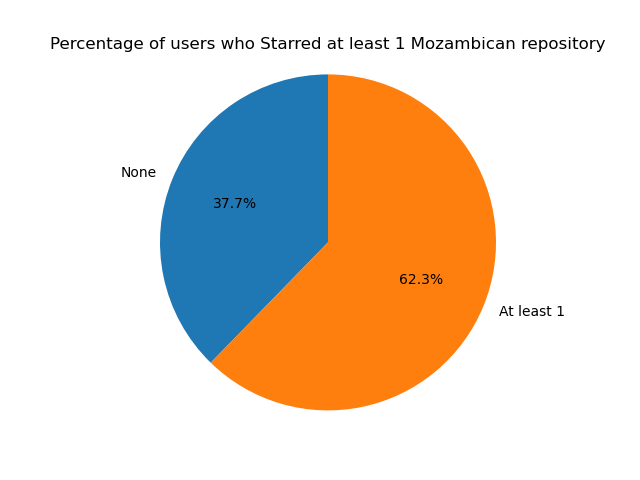 Percentage of users who Starred at least 1 Mozambican repository
None
37.7%
62.3%
At least 1